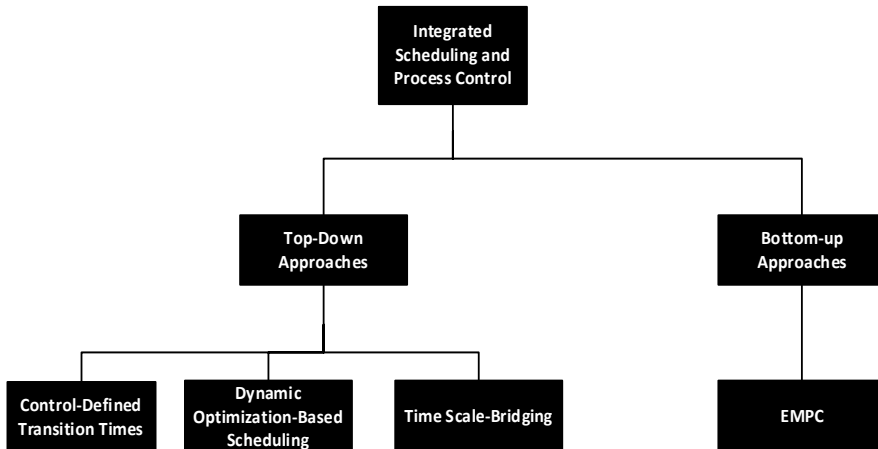 Integrated
Scheduling and
Process Control
Top-Down
Approaches
Bottom-up
Approaches
Control-Defined
Transition Times
Dynamic
Optimization-Based
Scheduling
Time Scale-Bridging
EMPC